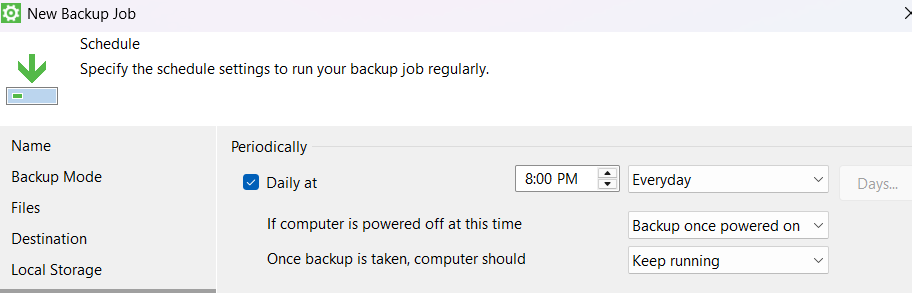 New Backup Job
Schedule
Specify the schedule settings to run your backup job regularly.
Name
Backup Mode
Files
Destination
Local Storage
Periodically
Daily at 8:00 PM Everyday Days...
If computer is powered off at this time Backup once powered on
Once backup is taken, computer should Keep running